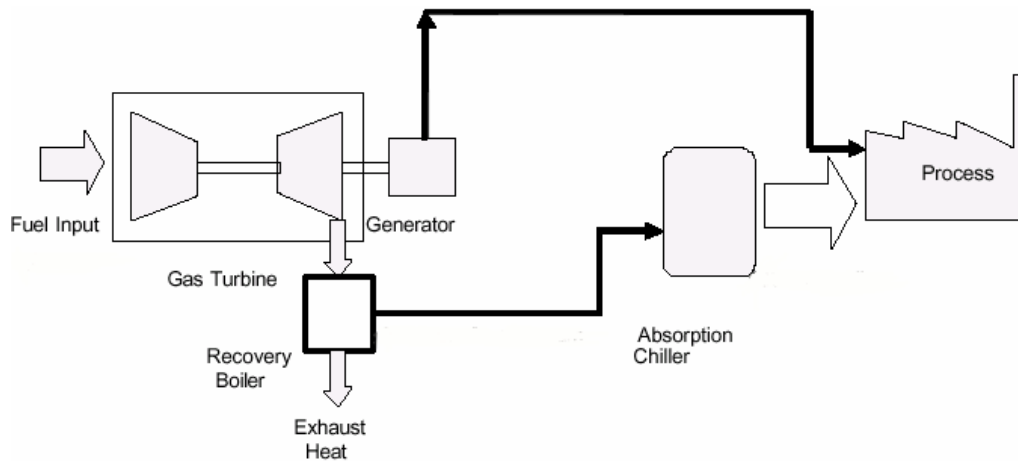 Process
Fuel Input
Generator
Gas Turbine
Absorption
Chiller
Recovery
Boiler
Exhaust
Heat